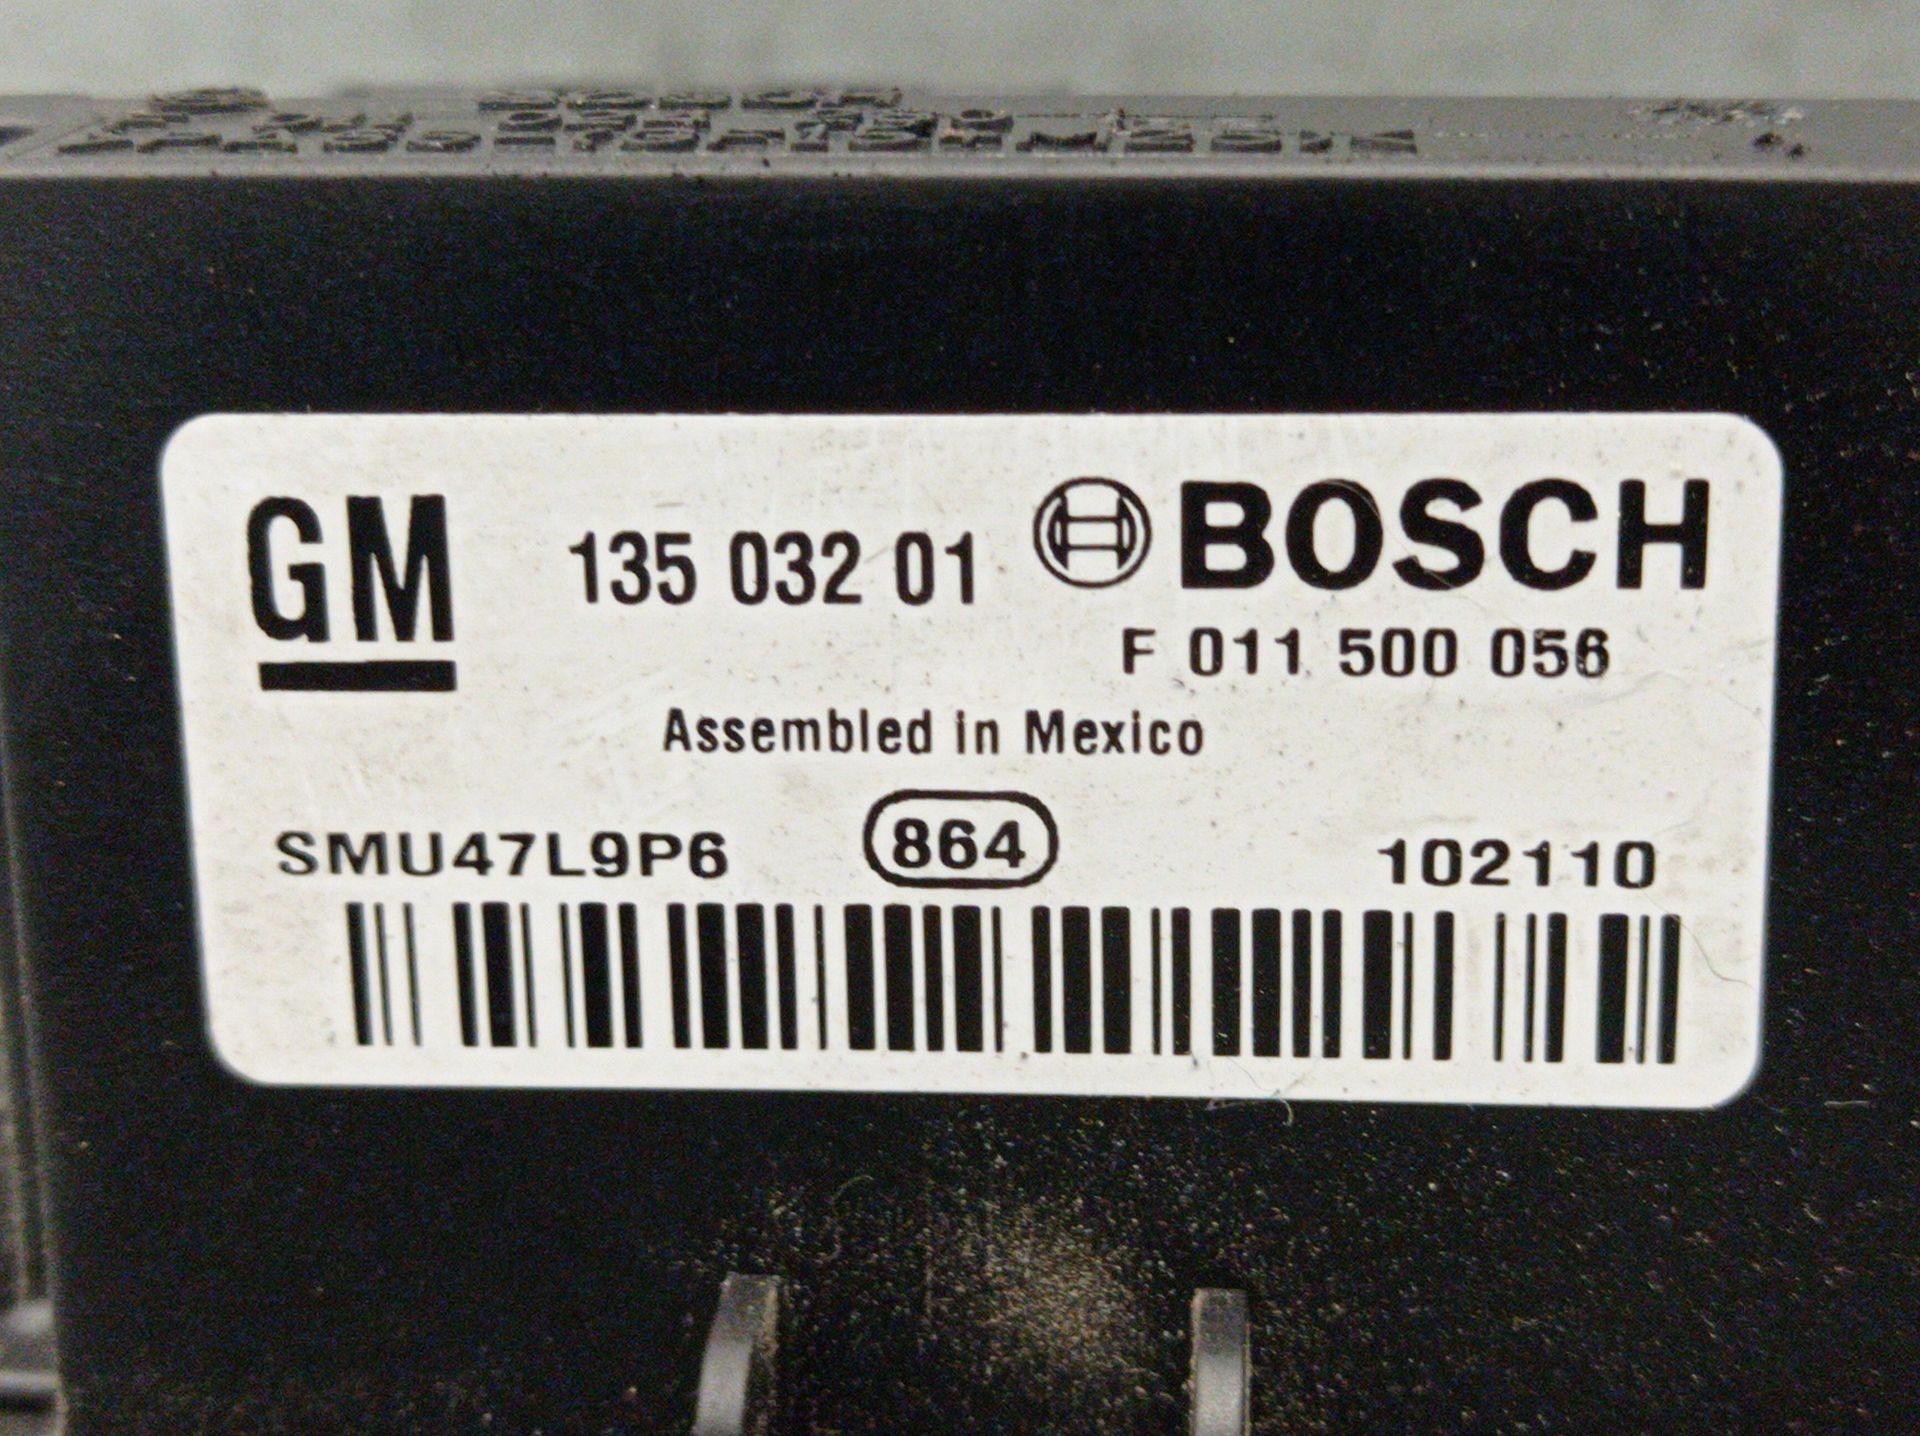 GM 135 032 01 BOSCH
F 011 500 056
Assembled in Mexico
SMU47L9P6 864 102110